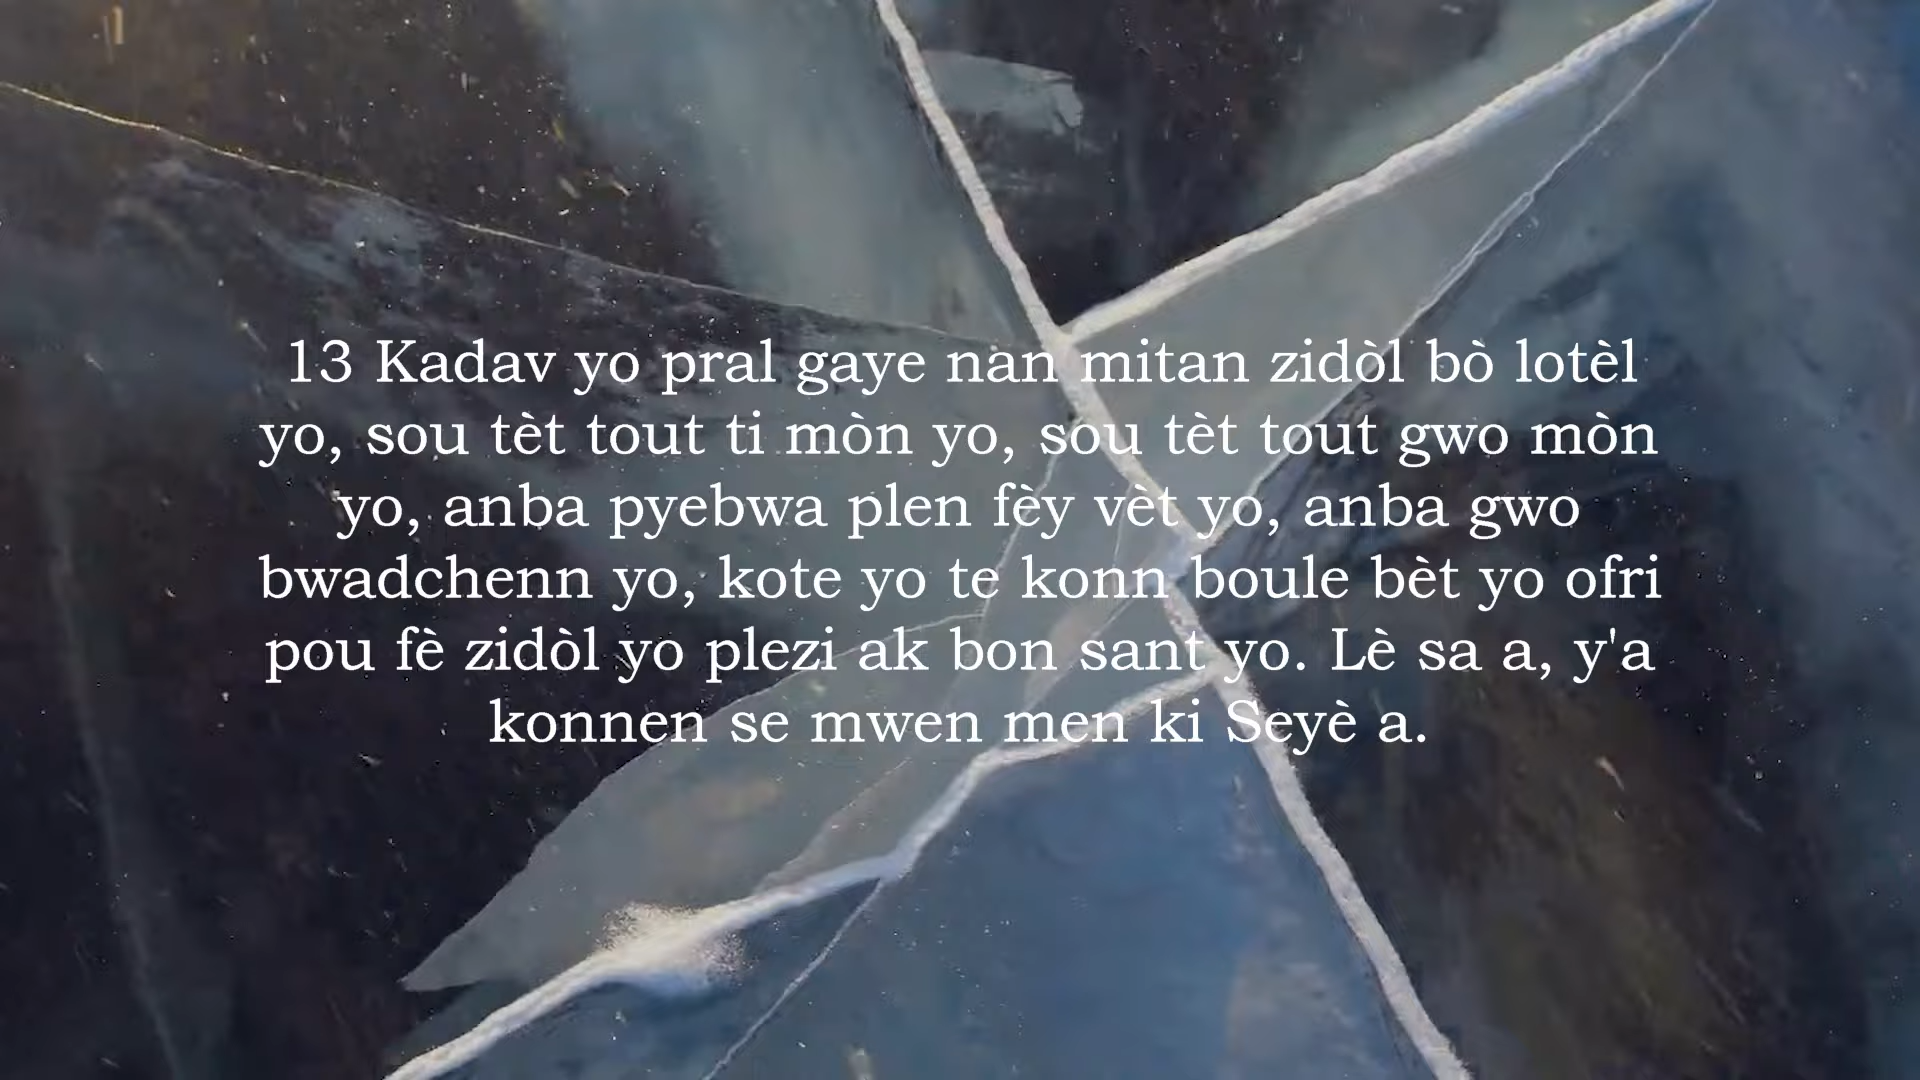 13 Kadav yo pral gaye nan mitan zidòl bò lotèl
yo, sou tèt tout ti mòn yo, sou tèt tout gwo mòn
yo, anba pyebwa plen fèy vèt yo, anba gwo
bwadchenn yo, kote yo te konn boule bèt yo ofri
pou fè zidòl yo plezi ak bon sant yo. Lè sa a, y'a
konnen se mwen men ki Seyè a.